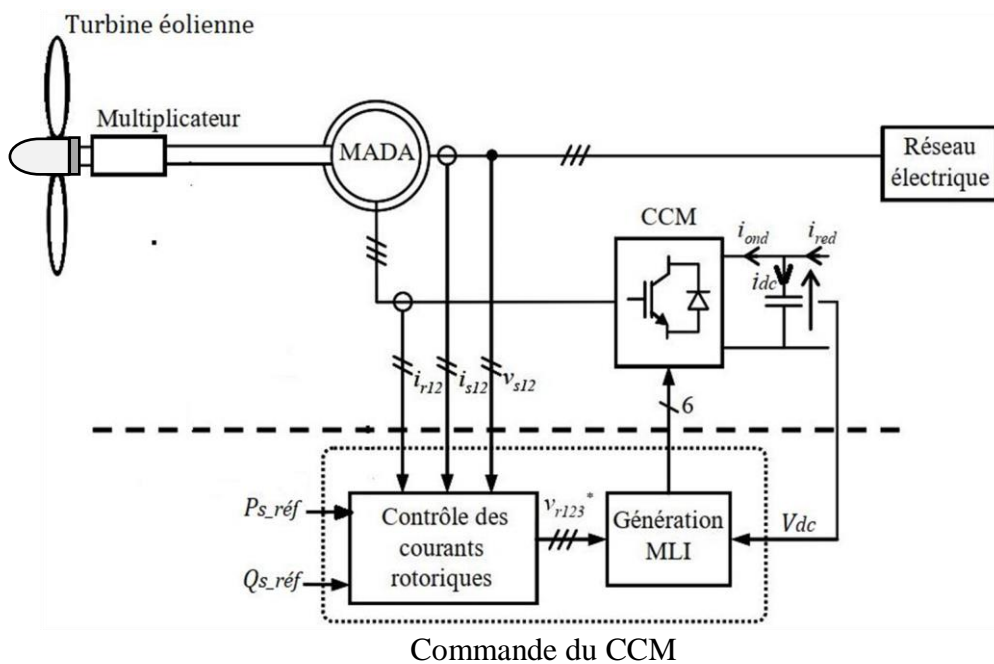 Turbine éolienne
Multiplicateur
MADA
Réseau
électrique
CCM
i_ond
i_red
i_dc
i_r12
i_s12
v_s12
6
Ps_réf
Qs_réf
Contrôle des
courants
rotoriques
v_r123*
Génération
MLI
Vdc
Commande du CCM